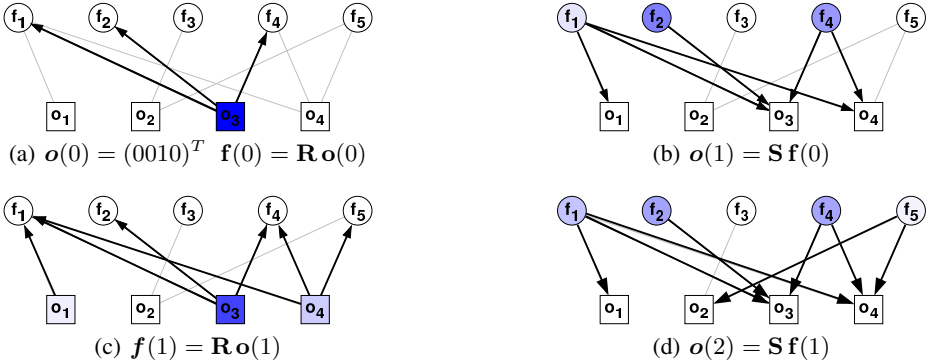 f₁ f₂ f₃ f₄ f₅ f₁ f₂ f₃ f₄ f₅
o₁ o₂ o₃ o₄ o₁ o₂ o₃ o₄
(a) o(0) = (0010)ᵀ f(0) = R o(0) (b) o(1) = S f(0)
f₁ f₂ f₃ f₄ f₅ f₁ f₂ f₃ f₄ f₅
o₁ o₂ o₃ o₄ o₁ o₂ o₃ o₄
(c) f(1) = R o(1) (d) o(2) = S f(1)